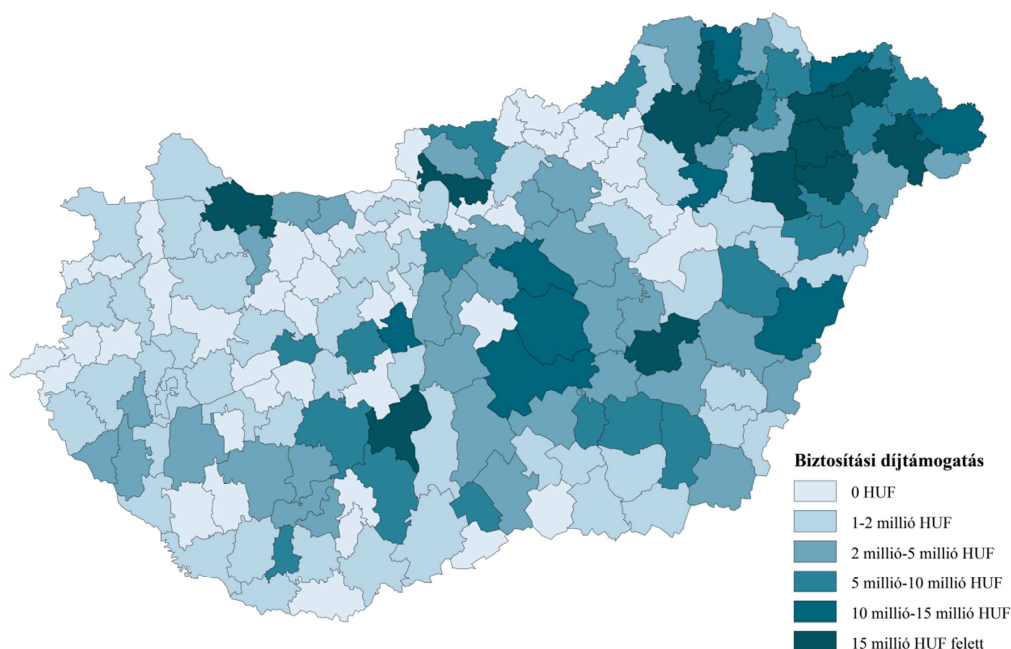 Biztosítási díjtámogatás
0 HUF
1-2 millió HUF
2 millió-5 millió HUF
5 millió-10 millió HUF
10 millió-15 millió HUF
15 millió HUF felett